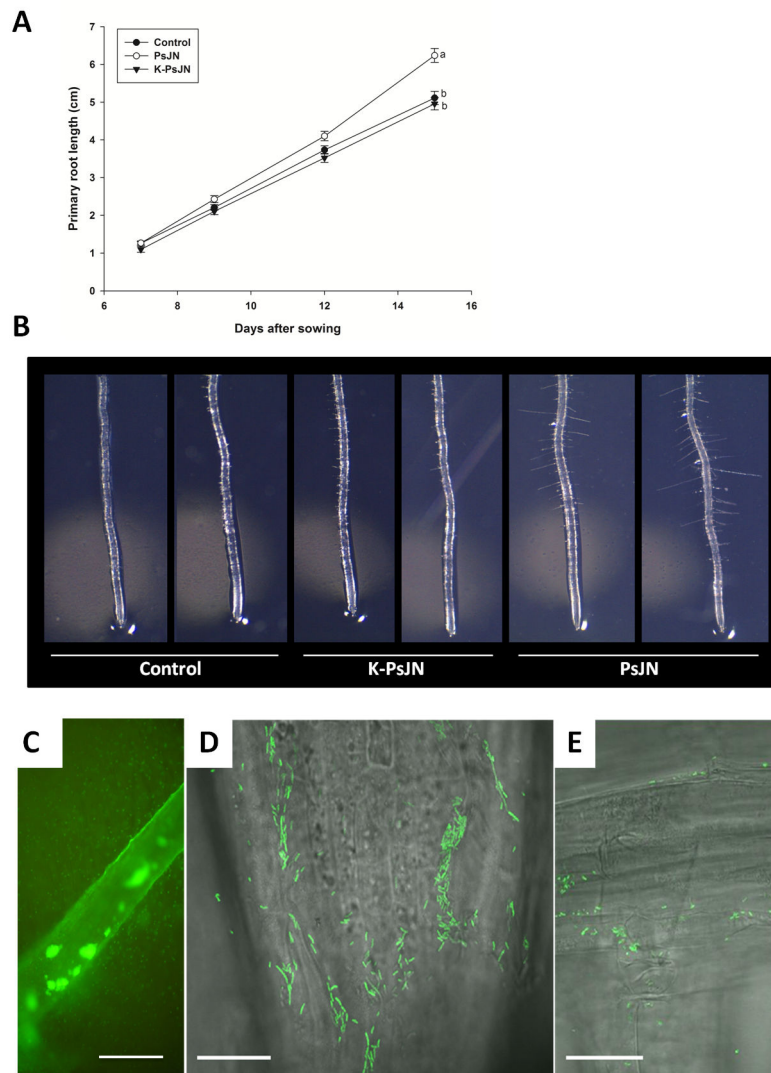 A
Control
PsJN
K-PsJN
Primary root length (cm)
7
6
5
4
3
2
1
0
a
b
b
6 8 10 12 14 16
Days after sowing
B
Control K-PsJN PsJN
C D E